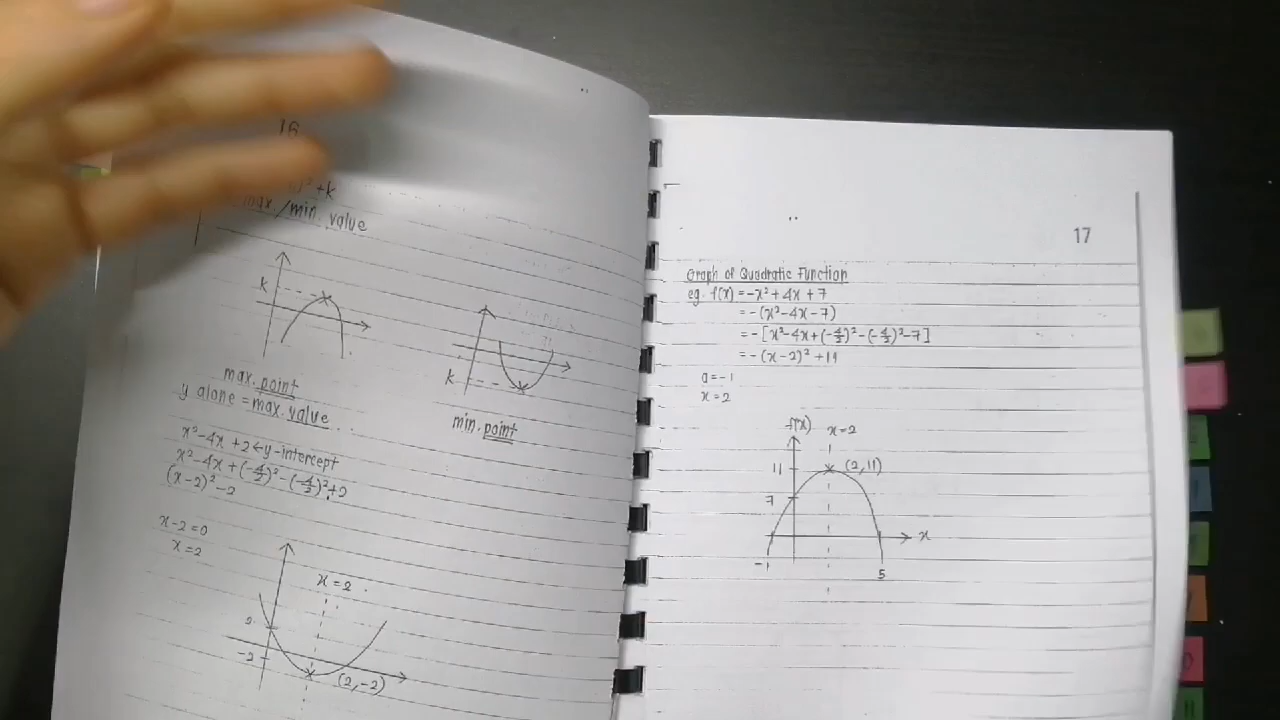 16
)² + k
max./min. value
k
k
max. point
y alone = max. value
min. point
x² - 4x + 2 ← y-intercept
x² - 4x + (-4/2)² - (-4/2)² + 2
(x - 2)² - 2
x - 2 = 0
x = 2
x = 2
2
-2
(2, -2)
17
Graph of Quadratic Function
eg. f(x) = -x² + 4x + 7
= -(x² - 4x - 7)
= -[x² - 4x + (-4/2)² - (-4/2)² - 7]
= -(x - 2)² + 11
a = -1
x = 2
f(x)
x = 2
11
(2, 11)
7
x
-1
5